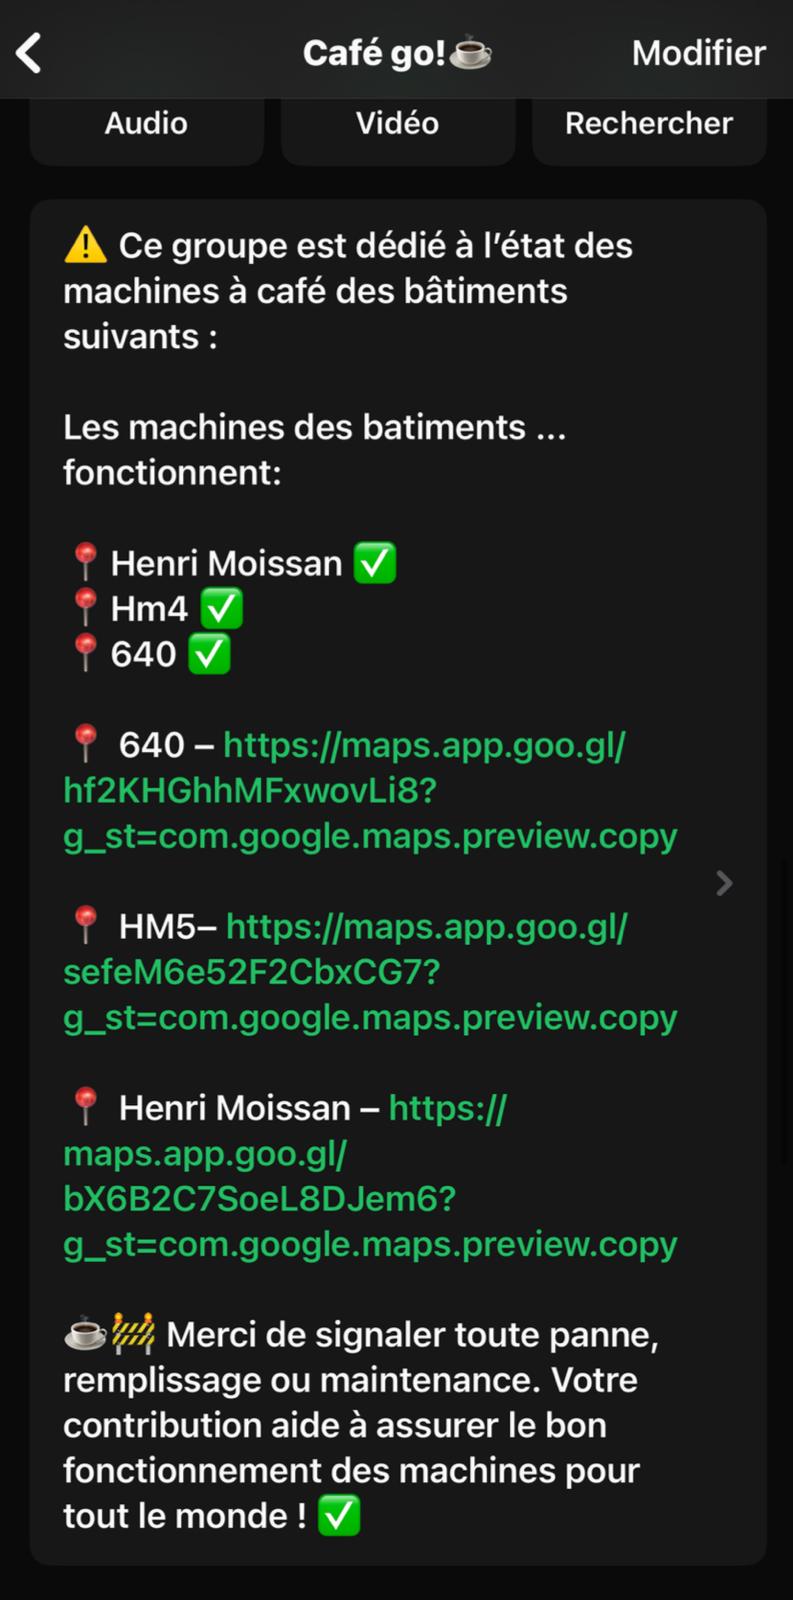 Café go!☕
Modifier
Audio
Vidéo
Rechercher
⚠️ Ce groupe est dédié à l’état des
machines à café des bâtiments
suivants :
Les machines des batiments ...
fonctionnent:
📍Henri Moissan ✅
📍Hm4 ✅
📍640 ✅
📍 640 – https://maps.app.goo.gl/
hf2KHGhhMFxwovLi8?
g_st=com.google.maps.preview.copy
📍 HM5– https://maps.app.goo.gl/
sefeM6e52F2CbxCG7?
g_st=com.google.maps.preview.copy
📍 Henri Moissan – https://
maps.app.goo.gl/
bX6B2C7SoeL8DJem6?
g_st=com.google.maps.preview.copy
☕🚧 Merci de signaler toute panne,
remplissage ou maintenance. Votre
contribution aide à assurer le bon
fonctionnement des machines pour
tout le monde ! ✅